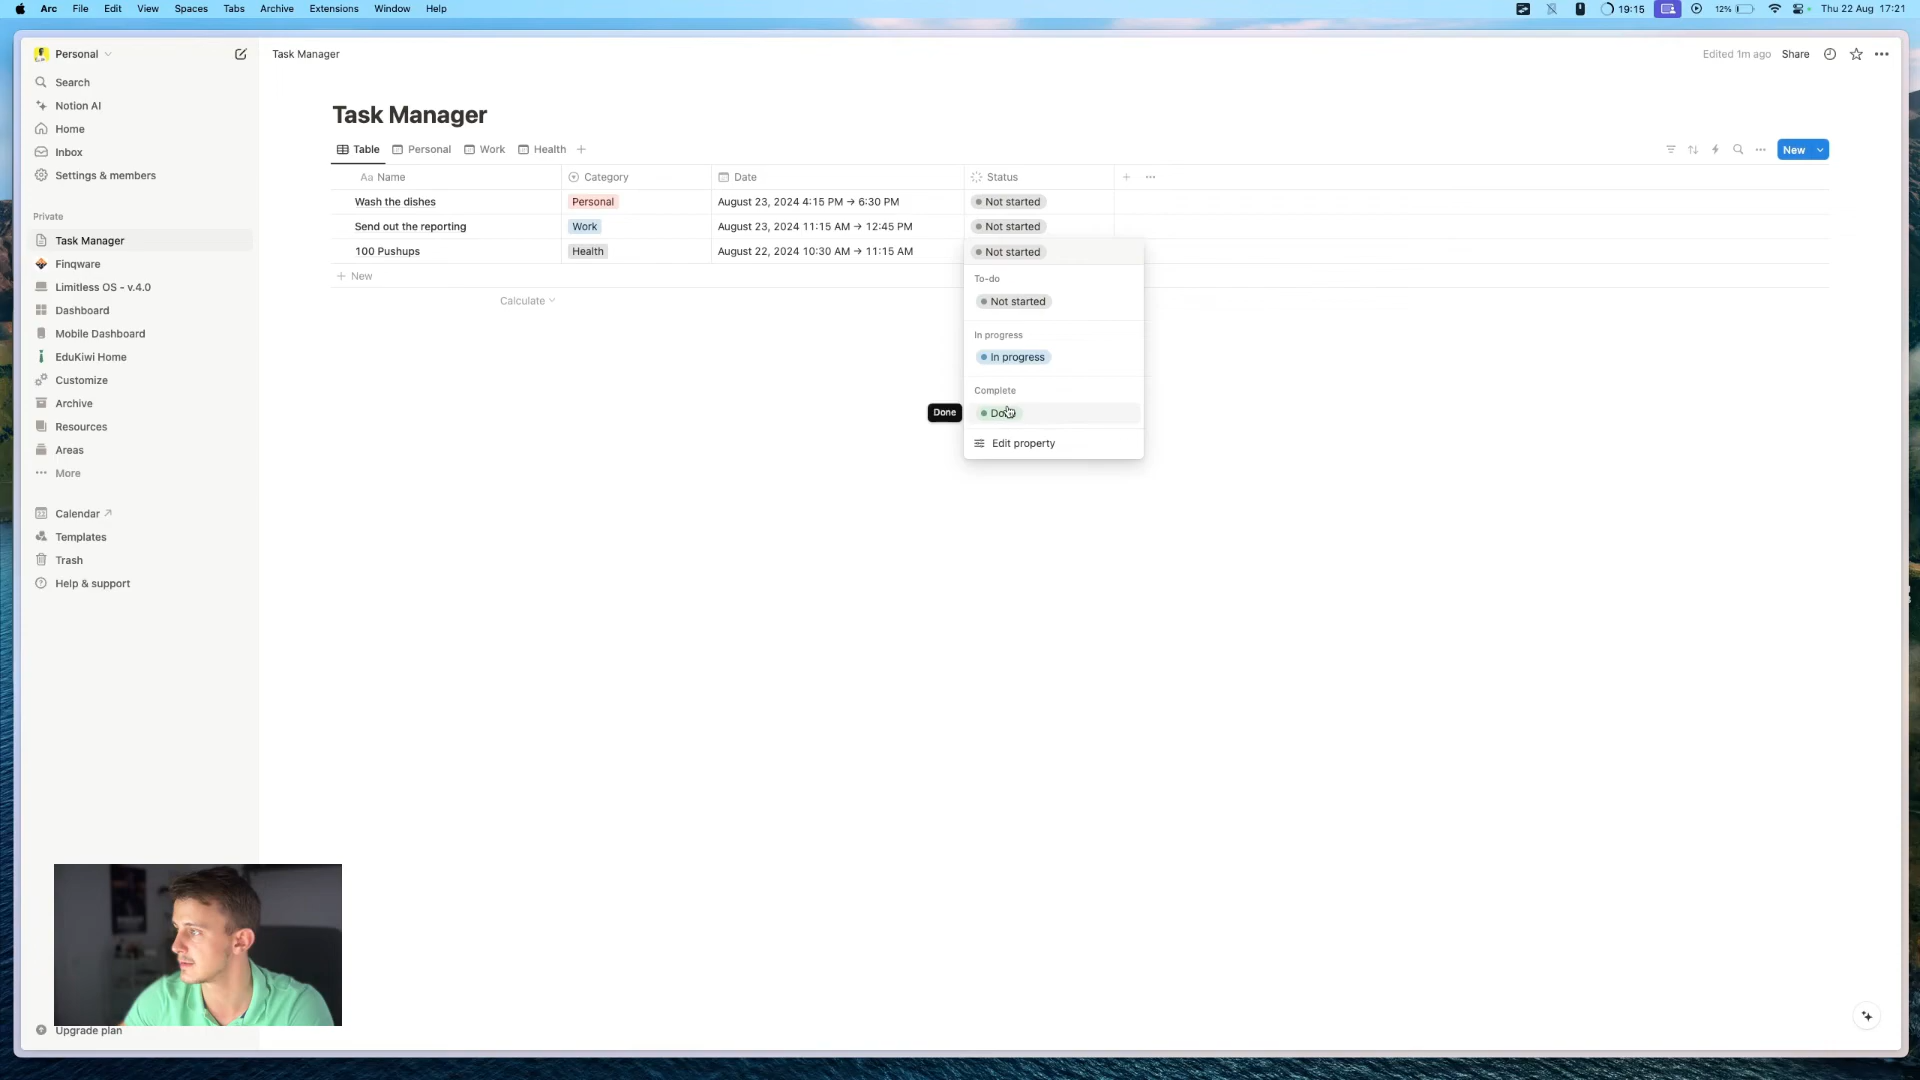 Arc File Edit View Spaces Tabs Archive Extensions Window Help 19:15 12% Thu 22 Aug 17:21
Personal
Task Manager
Edited 1m ago Share
Search
Notion AI
Home
Inbox
Settings & members
Private
Task Manager
Finqware
Limitless OS - v.4.0
Dashboard
Mobile Dashboard
EduKiwi Home
Customize
Archive
Resources
Areas
More
Calendar
Templates
Trash
Help & support
Upgrade plan
Task Manager
Table Personal Work Health
New
Aa Name Category Date Status
Wash the dishes Personal August 23, 2024 4:15 PM → 6:30 PM Not started
Send out the reporting Work August 23, 2024 11:15 AM → 12:45 PM Not started
100 Pushups Health August 22, 2024 10:30 AM → 11:15 AM Not started
New
Calculate
To-do
Not started
In progress
In progress
Complete
Done
Done
Edit property